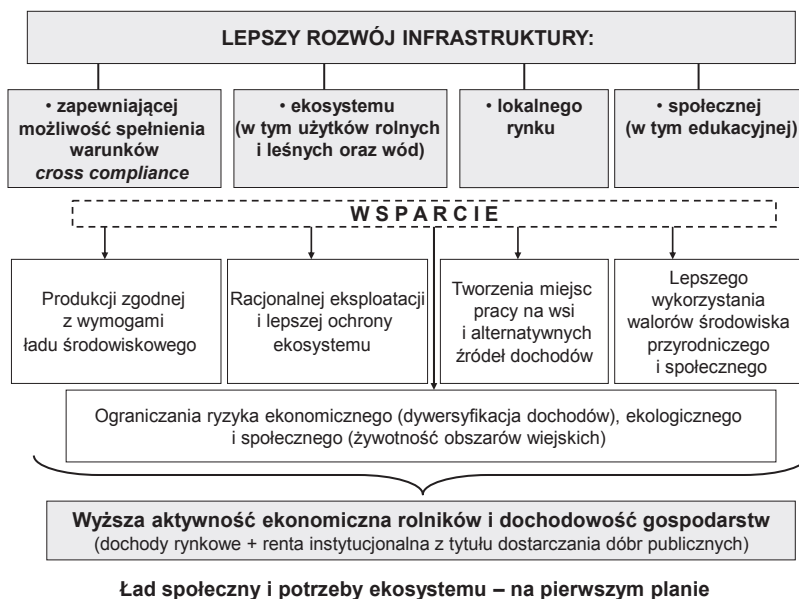 LEPSZY ROZWÓJ INFRASTRUKTURY:
• zapewniającej
możliwość spełnienia
warunków
cross compliance
• ekosystemu
(w tym użytków rolnych
i leśnych oraz wód)
• lokalnego
rynku
• społecznej
(w tym edukacyjnej)
W S P A R C I E
Produkcji zgodnej
z wymogami
ładu środowiskowego
Racjonalnej eksploatacji
i lepszej ochrony
ekosystemu
Tworzenia miejsc
pracy na wsi
i alternatywnych
źródeł dochodów
Lepszego
wykorzystania
walorów środowiska
przyrodniczego
i społecznego
Ograniczania ryzyka ekonomicznego (dywersyfikacja dochodów), ekologicznego
i społecznego (żywotność obszarów wiejskich)
Wyższa aktywność ekonomiczna rolników i dochodowość gospodarstw
(dochody rynkowe + renta instytucjonalna z tytułu dostarczania dóbr publicznych)
Ład społeczny i potrzeby ekosystemu – na pierwszym planie